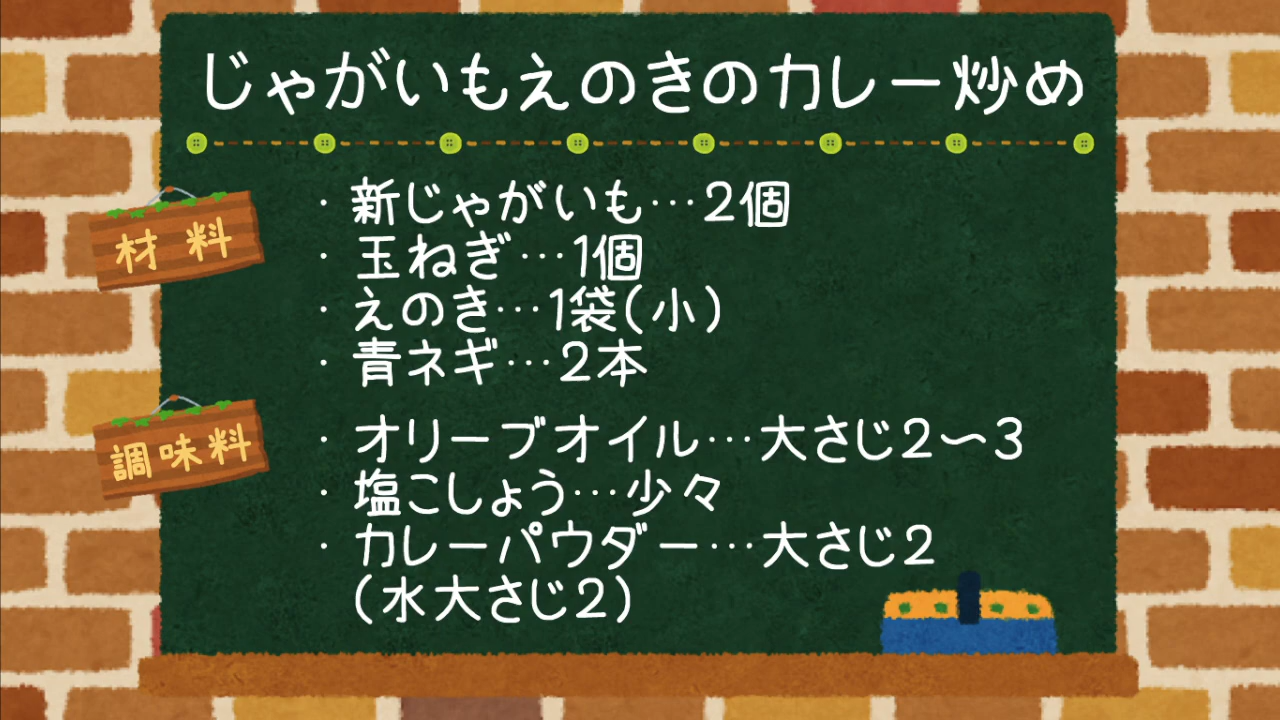 じゃがいもえのきのカレー炒め
材料
・新じゃがいも…2個
・玉ねぎ…1個
・えのき…1袋(小)
・青ネギ…2本
調味料
・オリーブオイル…大さじ2〜3
・塩こしょう…少々
・カレーパウダー…大さじ2
(水大さじ2)